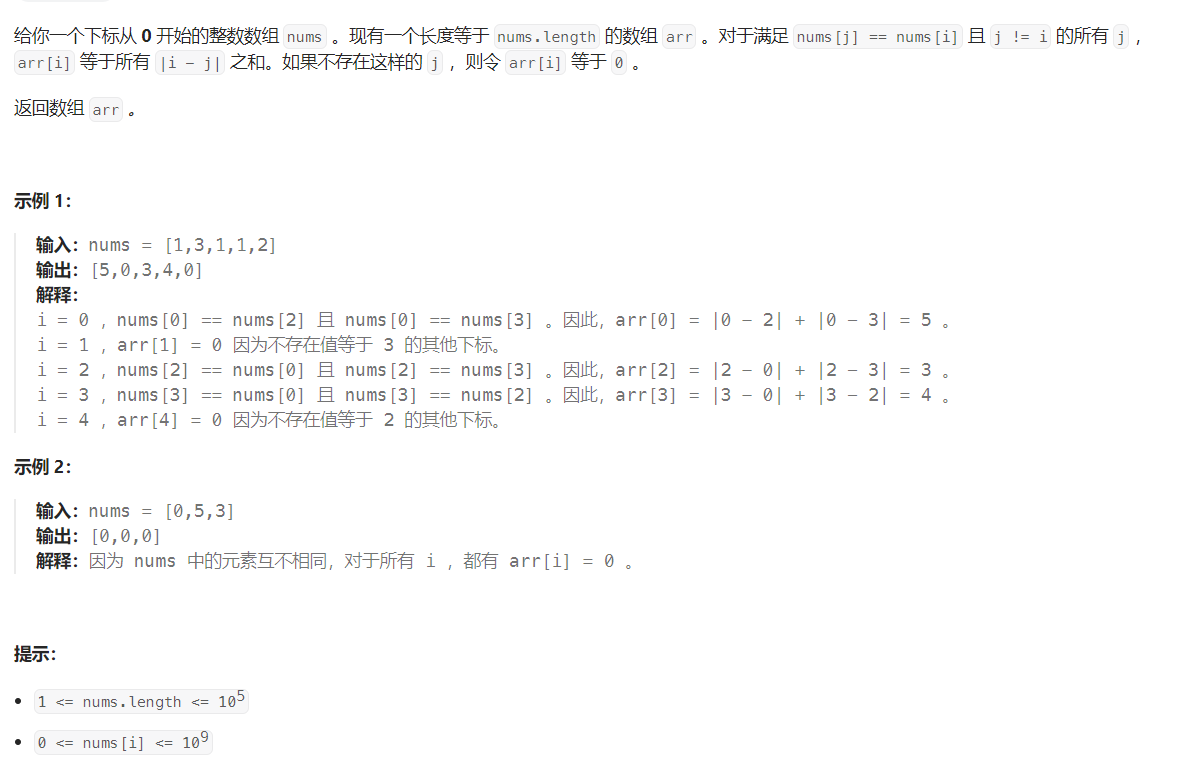 给你一个下标从 0 开始的整数数组 nums 。现有一个长度等于 nums.length 的数组 arr 。对于满足 nums[j] == nums[i] 且 j != i 的所有 j ，
arr[i] 等于所有 |i - j| 之和。如果不存在这样的 j ，则令 arr[i] 等于 0 。
返回数组 arr 。
示例 1：
输入：nums = [1,3,1,1,2]
输出：[5,0,3,4,0]
解释：
i = 0 ，nums[0] == nums[2] 且 nums[0] == nums[3] 。因此，arr[0] = |0 - 2| + |0 - 3| = 5 。
i = 1 ，arr[1] = 0 因为不存在值等于 3 的其他下标。
i = 2 ，nums[2] == nums[0] 且 nums[2] == nums[3] 。因此，arr[2] = |2 - 0| + |2 - 3| = 3 。
i = 3 ，nums[3] == nums[0] 且 nums[3] == nums[2] 。因此，arr[3] = |3 - 0| + |3 - 2| = 4 。
i = 4 ，arr[4] = 0 因为不存在值等于 2 的其他下标。
示例 2：
输入：nums = [0,5,3]
输出：[0,0,0]
解释：因为 nums 中的元素互不相同，对于所有 i ，都有 arr[i] = 0 。
提示：
• 1 <= nums.length <= 10⁵
• 0 <= nums[i] <= 10⁹